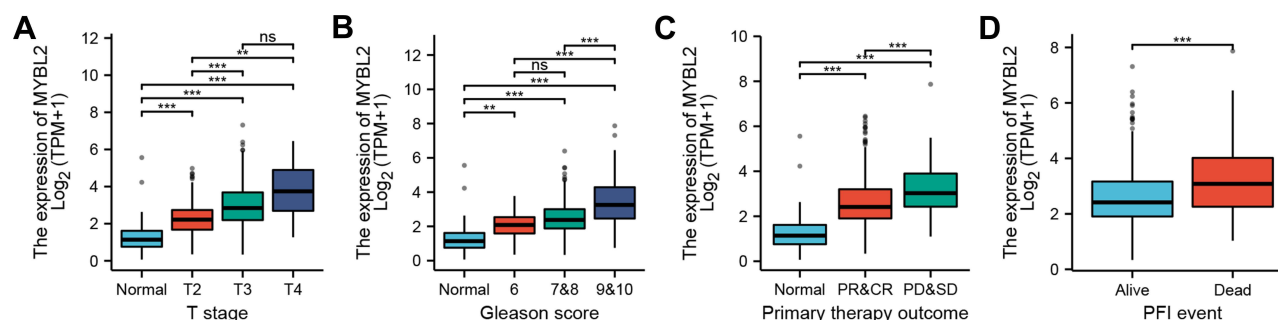 A
The expression of MYBL2
Log2 (TPM+1)
12
10
8
6
4
2
0
ns
**
***
***
***
***
Normal T2 T3 T4
T stage
B
The expression of MYBL2
Log2 (TPM+1)
12
10
8
6
4
2
0
***
***
ns
***
***
**
Normal 6 7&8 9&10
Gleason score
C
The expression of MYBL2
Log2 (TPM+1)
10
8
6
4
2
0
***
***
***
Normal PR&CR PD&SD
Primary therapy outcome
D
The expression of MYBL2
Log2 (TPM+1)
8
6
4
2
0
***
Alive Dead
PFI event